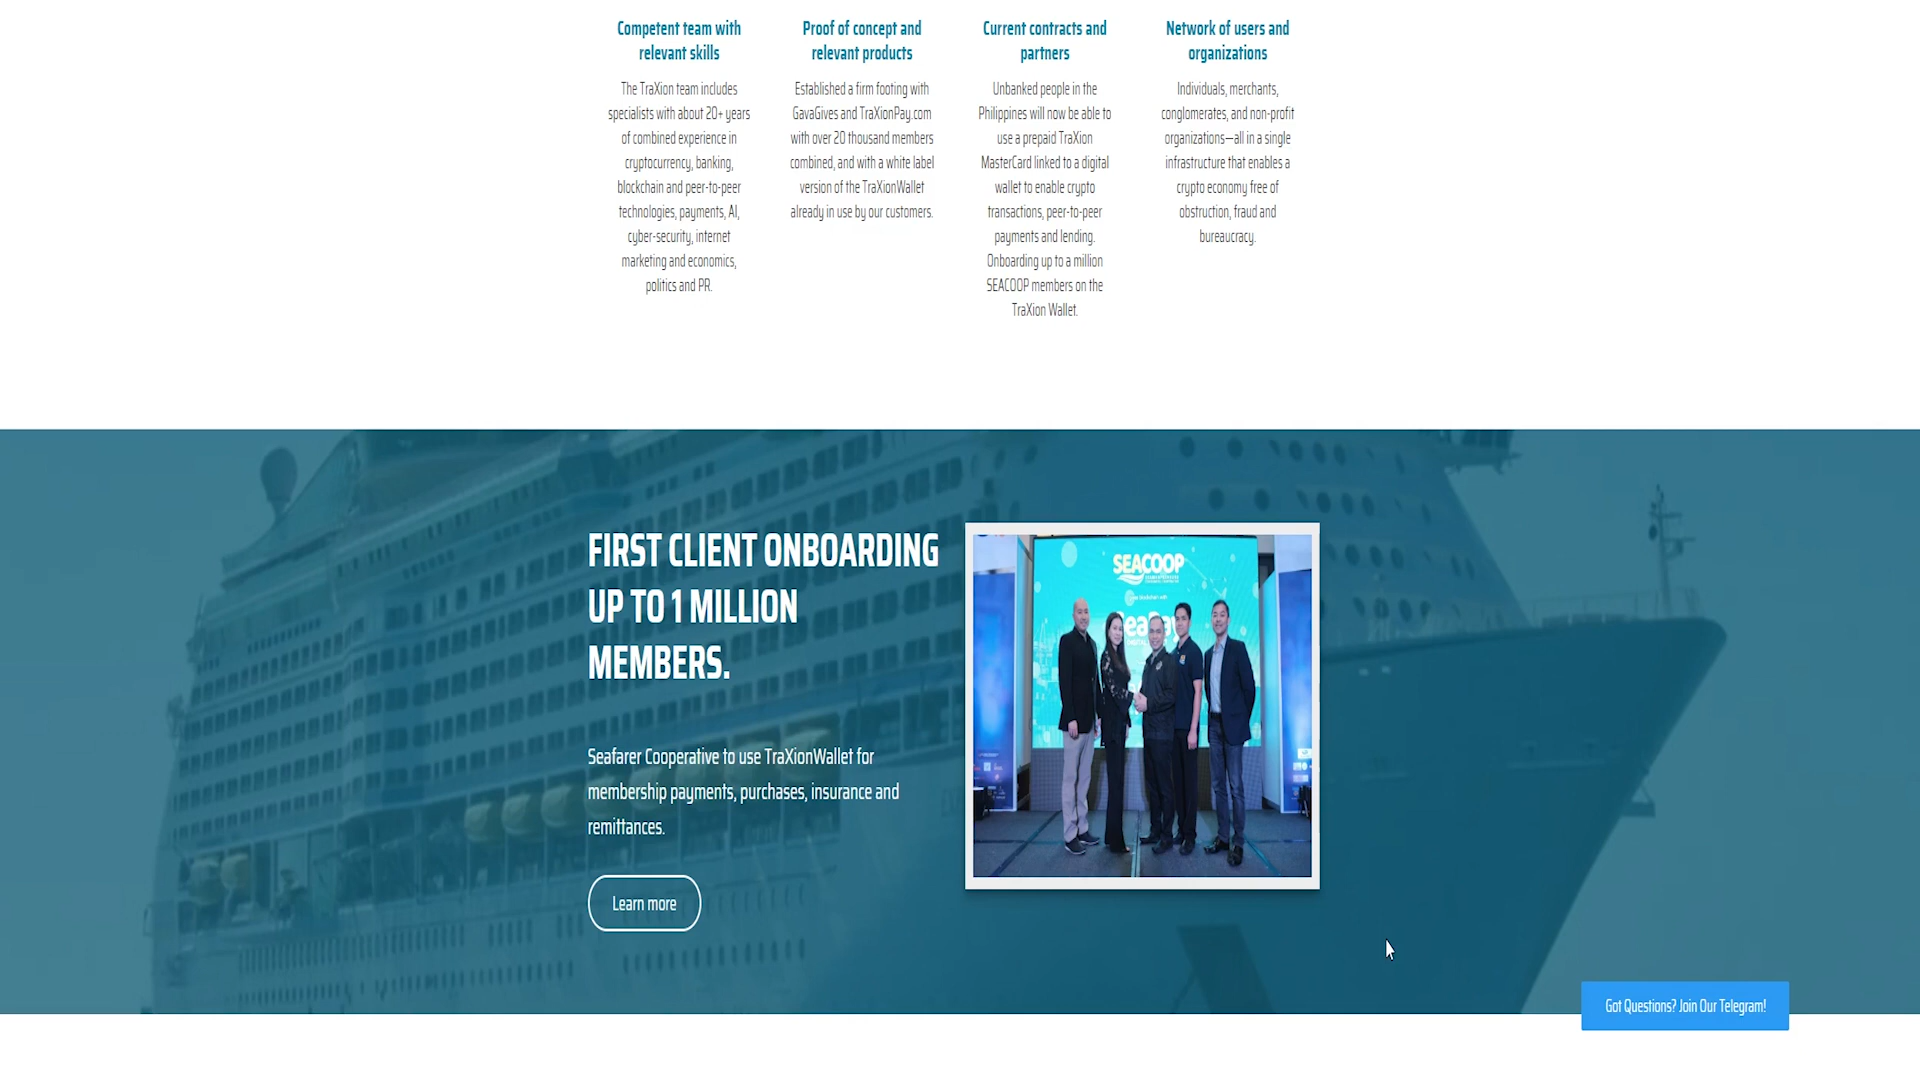 Competent team with
relevant skills
The TraXion team includes
specialists with about 20+ years
of combined experience in
cryptocurrency, banking,
blockchain and peer-to-peer
technologies, payments, AI,
cyber-security, internet
marketing and economics,
politics and PR.
Proof of concept and
relevant products
Established a firm footing with
GavaGives and TraXionPay.com
with over 20 thousand members
combined, and with a white label
version of the TraXionWallet
already in use by our customers.
Current contracts and
partners
Unbanked people in the
Philippines will now be able to
use a prepaid TraXion
MasterCard linked to a digital
wallet to enable crypto
transactions, peer-to-peer
payments and lending.
Onboarding up to a million
SEACOOP members on the
TraXion Wallet.
Network of users and
organizations
Individuals, merchants,
conglomerates, and non-profit
organizations—all in a single
infrastructure that enables a
crypto economy free of
obstruction, fraud and
bureaucracy.
FIRST CLIENT ONBOARDING
UP TO 1 MILLION
MEMBERS.
Seafarer Cooperative to use TraXionWallet for
membership payments, purchases, insurance and
remittances.
Learn more
SEACOOP
Got Questions? Join Our Telegram!